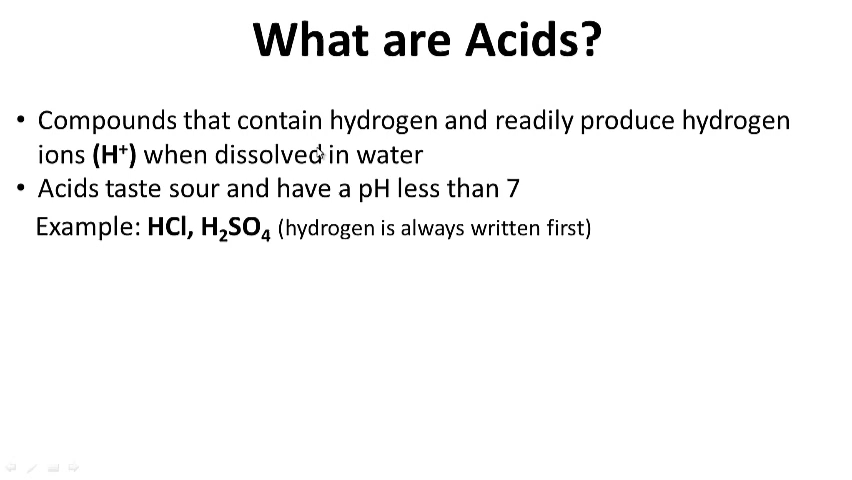 What are Acids?
• Compounds that contain hydrogen and readily produce hydrogen
ions (H⁺) when dissolved in water
• Acids taste sour and have a pH less than 7
Example: HCl, H₂SO₄ (hydrogen is always written first)